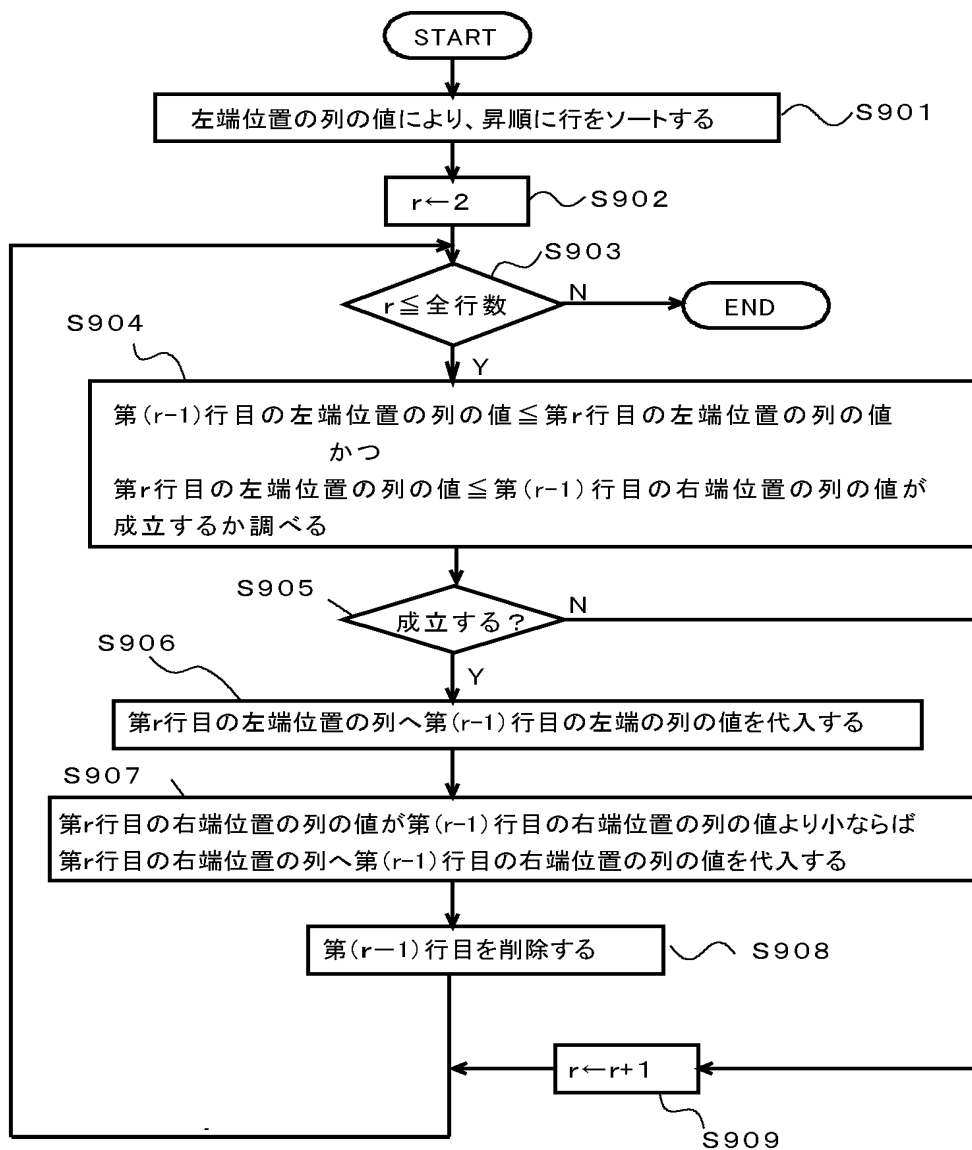 START
左端位置の列の値により、昇順に行をソートする
S901
r←2
S902
S903
r≦全行数
N
END
Y
S904
第(r-1)行目の左端位置の列の値≦第r行目の左端位置の列の値
かつ
第r行目の左端位置の列の値≦第(r-1)行目の右端位置の列の値が
成立するか調べる
S905
成立する?
N
Y
S906
第r行目の左端位置の列へ第(r-1)行目の左端の列の値を代入する
S907
第r行目の右端位置の列の値が第(r-1)行目の右端位置の列の値より小ならば
第r行目の右端位置の列へ第(r-1)行目の右端位置の列の値を代入する
第(r－1)行目を削除する
S908
r←r+1
S909